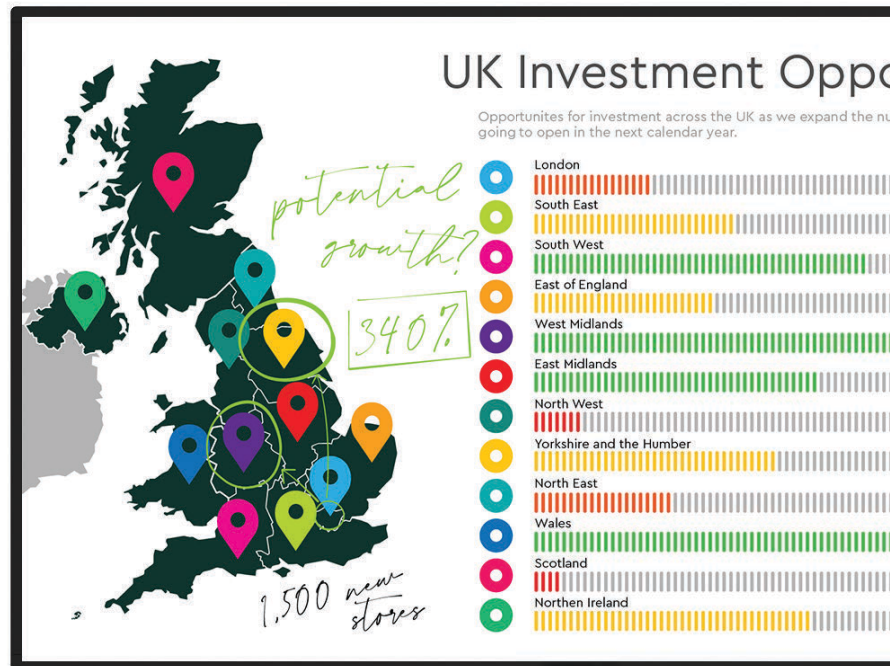 UK Investment Oppo
Opportunites for investment across the UK as we expand the nu
going to open in the next calendar year.
potential
growth?
340%
1,500 new
stores
London
South East
South West
East of England
West Midlands
East Midlands
North West
Yorkshire and the Humber
North East
Wales
Scotland
Northen Ireland